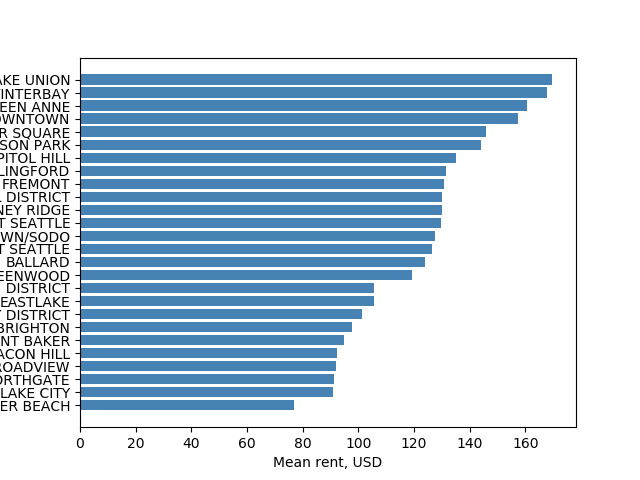 AKE UNION
INTERBAY
EEN ANNE
OWNTOWN
R SQUARE
SON PARK
PITOL HILL
LINGFORD
FREMONT
DISTRICT
NEY RIDGE
T SEATTLE
WN/SODO
T SEATTLE
BALLARD
EENWOOD
DISTRICT
EASTLAKE
DISTRICT
BRIGHTON
NT BAKER
ACON HILL
ROADVIEW
ORTHGATE
LAKE CITY
ER BEACH
0 20 40 60 80 100 120 140 160
Mean rent, USD